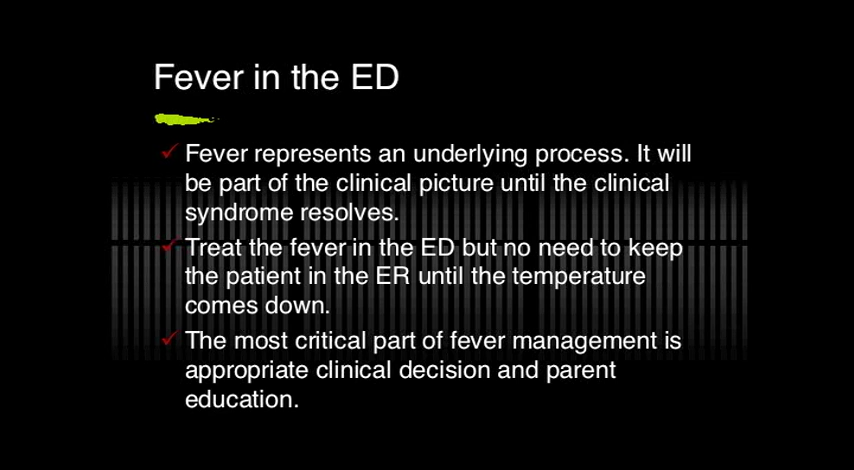 Fever in the ED
Fever represents an underlying process. It will
be part of the clinical picture until the clinical
syndrome resolves.
Treat the fever in the ED but no need to keep
the patient in the ER until the temperature
comes down.
The most critical part of fever management is
appropriate clinical decision and parent
education.